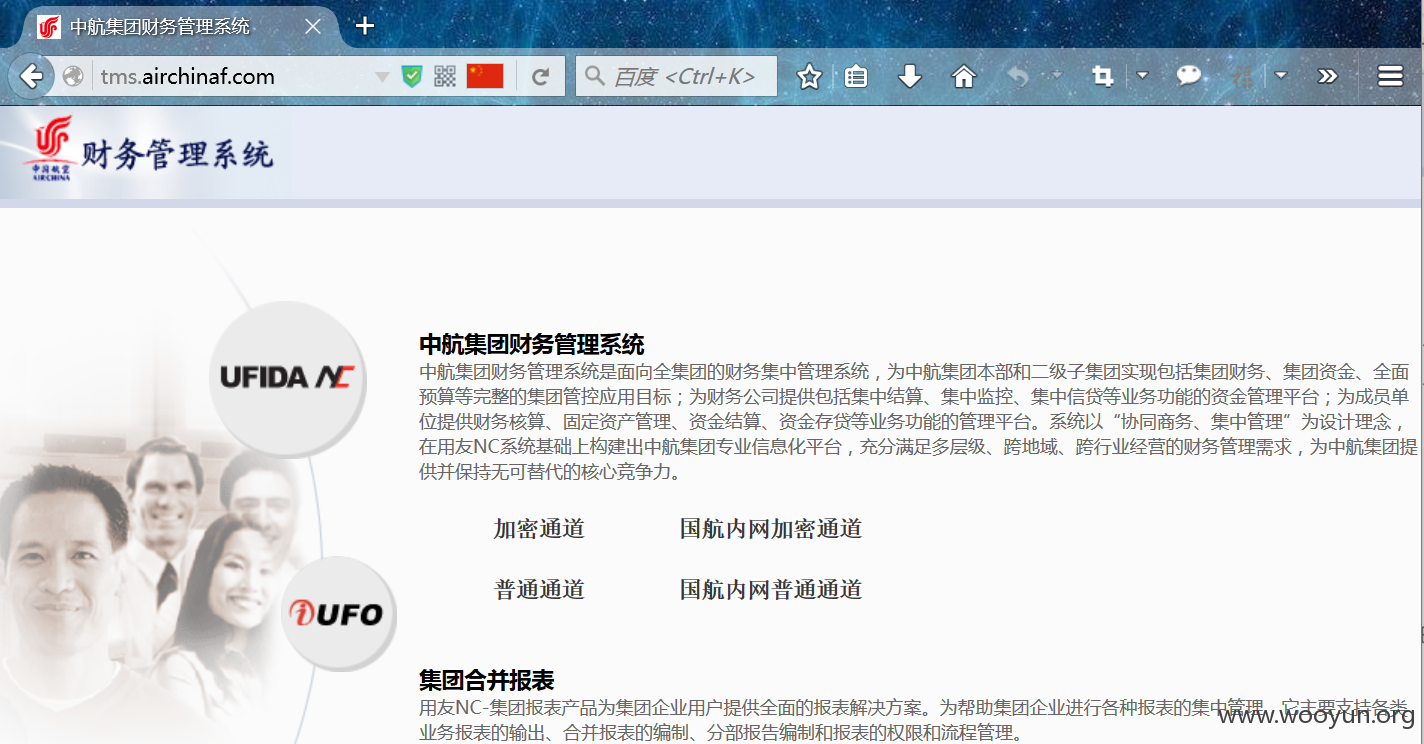 中航集团财务管理系统
tms.airchinaf.com
百度 <Ctrl+K>
中国航空
AIR CHINA
财务管理系统
UFIDA NC
中航集团财务管理系统
中航集团财务管理系统是面向全集团的财务集中管理系统，为中航集团本部和二级子集团实现包括集团财务、集团资金、全面
预算等完整的集团管控应用目标；为财务公司提供包括集中结算、集中监控、集中信贷等业务功能的资金管理平台；为成员单
位提供财务核算、固定资产管理、资金结算、资金存贷等业务功能的管理平台。系统以“协同商务、集中管理”为设计理念，
在用友NC系统基础上构建出中航集团专业信息化平台，充分满足多层级、跨地域、跨行业经营的财务管理需求，为中航集团提
供并保持无可替代的核心竞争力。
加密通道 国航内网加密通道
普通通道 国航内网普通通道
iUFO
集团合并报表
用友NC-集团报表产品为集团企业用户提供全面的报表解决方案。为帮助集团企业进行各种报表的集中管理，它主要支持各类
业务报表的输出、合并报表的编制、分部报告编制和报表的权限和流程管理。
www.wooyun.org